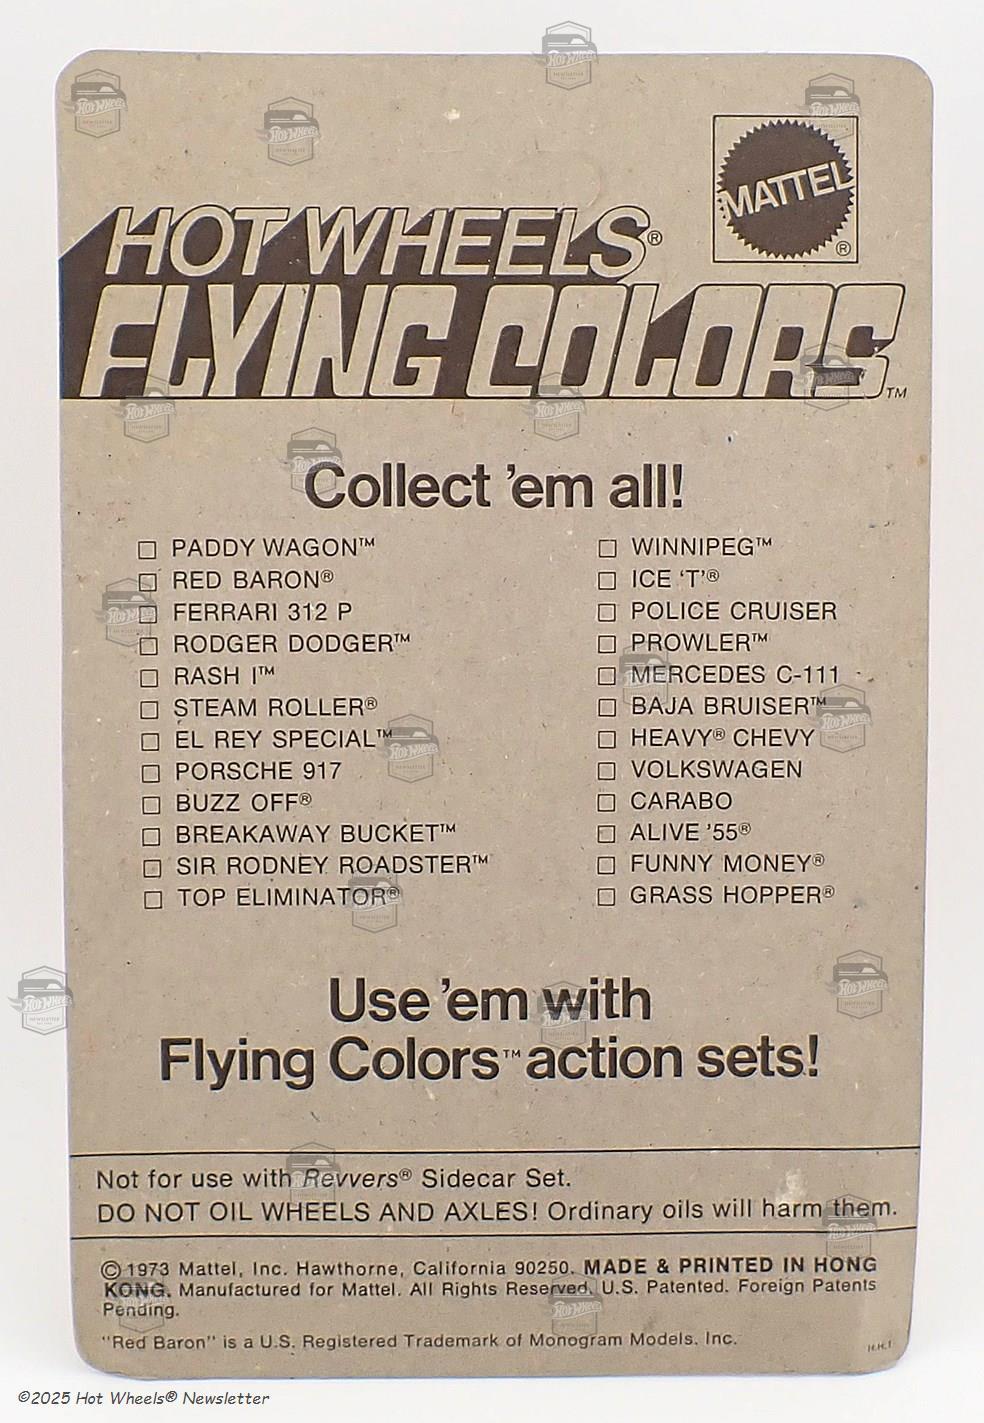 MATTEL®
HOT WHEELS®
FLYING COLORS™
Collect ’em all!
☐ PADDY WAGON™
☐ RED BARON®
☐ FERRARI 312 P
☐ RODGER DODGER™
☐ RASH I™
☐ STEAM ROLLER®
☐ EL REY SPECIAL™
☐ PORSCHE 917
☐ BUZZ OFF®
☐ BREAKAWAY BUCKET™
☐ SIR RODNEY ROADSTER™
☐ TOP ELIMINATOR®
☐ WINNIPEG™
☐ ICE ‘T’®
☐ POLICE CRUISER
☐ PROWLER™
☐ MERCEDES C-111
☐ BAJA BRUISER™
☐ HEAVY® CHEVY
☐ VOLKSWAGEN
☐ CARABO
☐ ALIVE ’55®
☐ FUNNY MONEY®
☐ GRASS HOPPER®
Use ’em with
Flying Colors™ action sets!
Not for use with Revvers® Sidecar Set.
DO NOT OIL WHEELS AND AXLES! Ordinary oils will harm them.
©1973 Mattel, Inc. Hawthorne, California 90250. MADE & PRINTED IN HONG
KONG. Manufactured for Mattel. All Rights Reserved. U.S. Patented. Foreign Patents
Pending.
"Red Baron" is a U.S. Registered Trademark of Monogram Models, Inc.
©2025 Hot Wheels® Newsletter